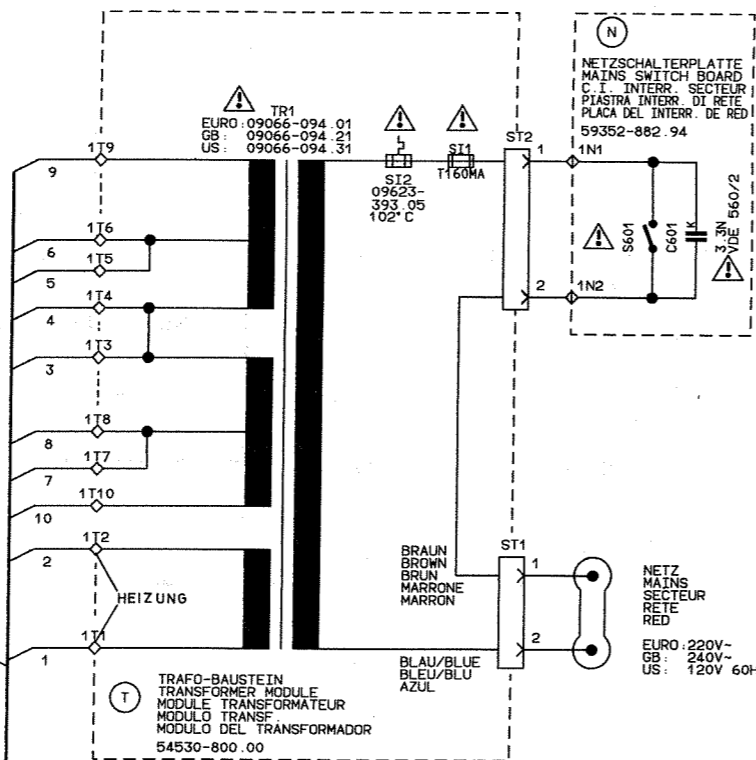 N
NETZSCHALTERPLATTE
MAINS SWITCH BOARD
C.I. INTERR. SECTEUR
PIASTRA INTERR. DI RETE
PLACA DEL INTERR. DE RED
59352-882.94
TR1
EURO:09066-094.01
GB: 09066-094.21
US: 09066-094.31
ST2
1
1N1
SI1
T160MA
SI2
09623-
393.05
102°C
S601
C601
K
3.3N
VDE 560/2
2
1N2
1T9
9
1T6
6
1T5
5
1T4
4
1T3
3
1T8
8
1T7
7
1T10
10
1T2
2
HEIZUNG
1T1
1
BRAUN
BROWN
BRUN
MARRONE
MARRON
ST1
1
2
NETZ
MAINS
SECTEUR
RETE
RED
EURO:220V~
GB: 240V~
US: 120V 60H
BLAU/BLUE
BLEU/BLU
AZUL
T
TRAFO-BAUSTEIN
TRANSFORMER MODULE
MODULE TRANSFORMATEUR
MODULO TRANSF.
MODULO DEL TRANSFORMADOR
54530-800.00